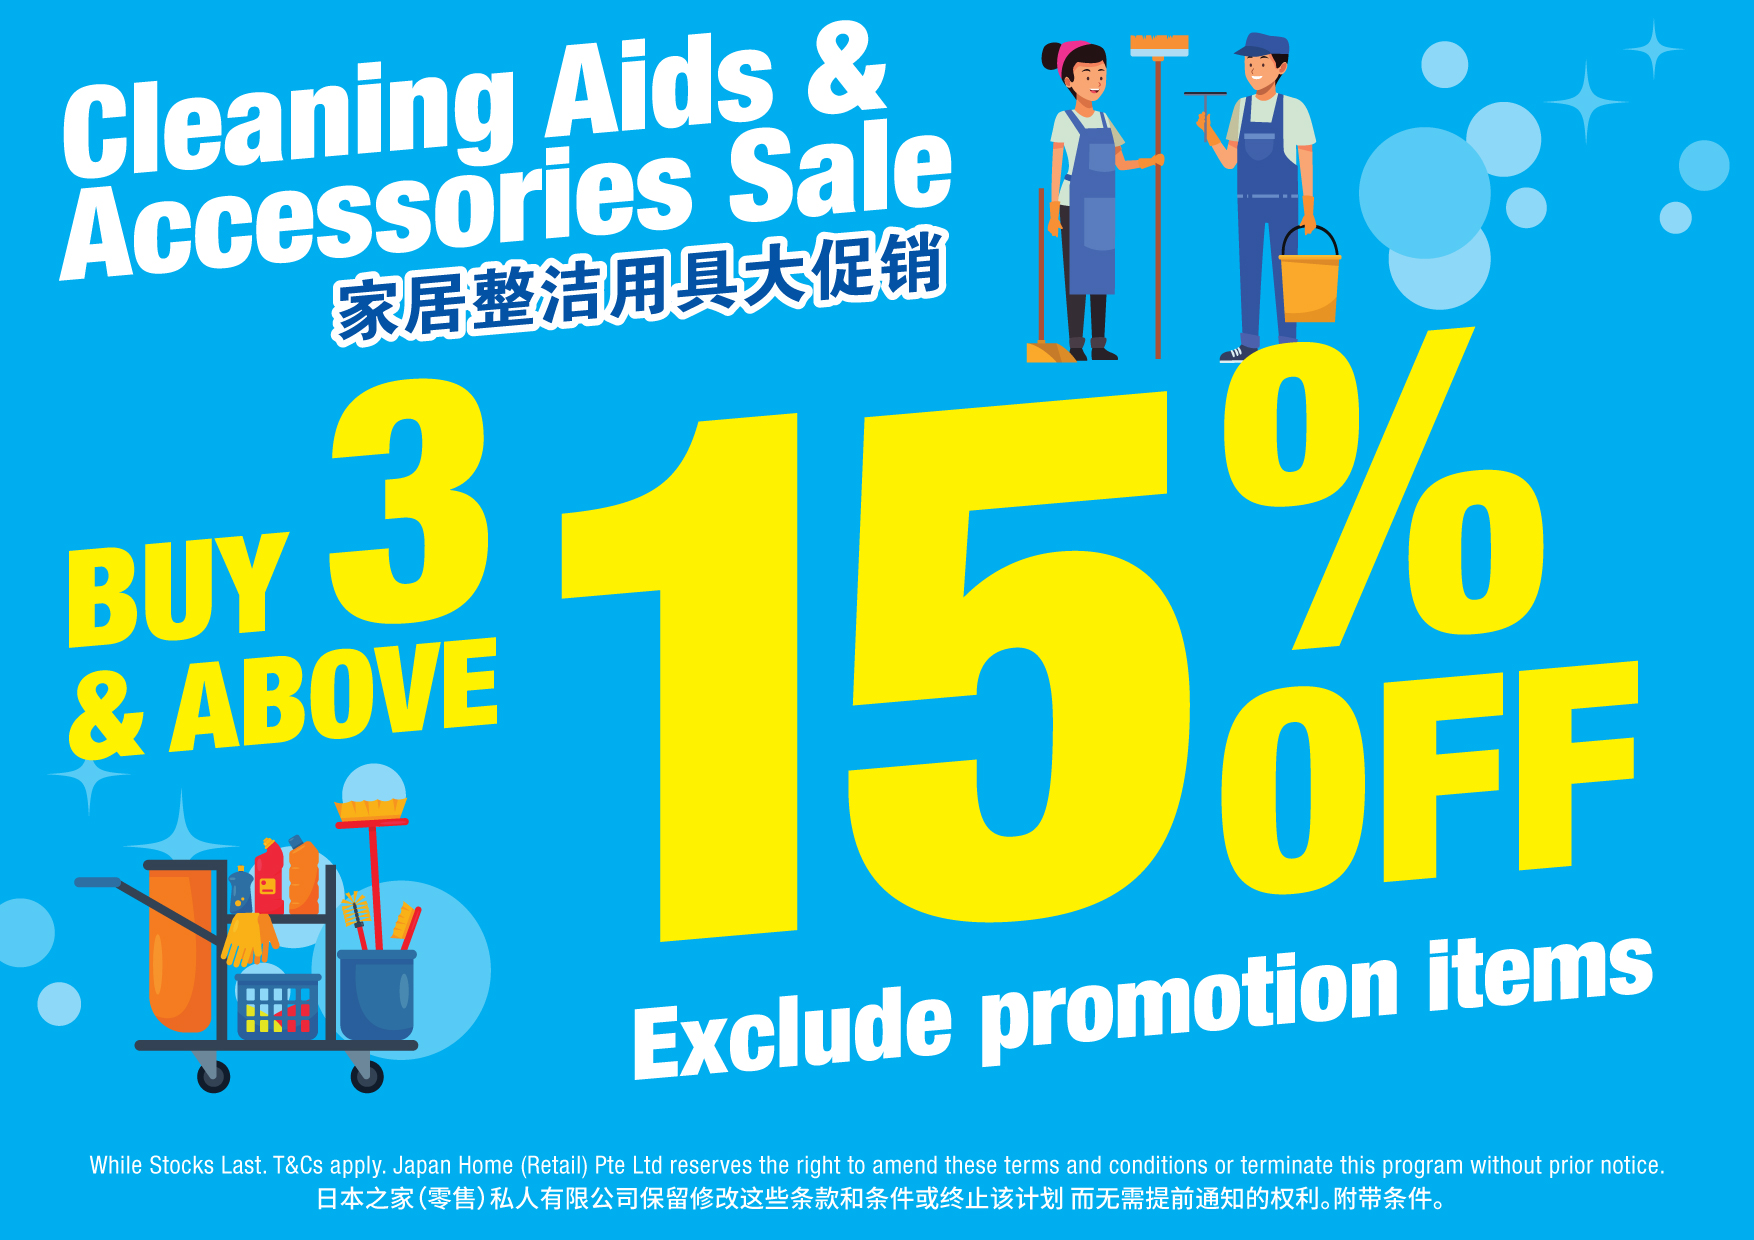 Cleaning Aids &
Accessories Sale
家居整洁用具大促销
BUY 3
& ABOVE
15%
OFF
Exclude promotion items
While Stocks Last. T&Cs apply. Japan Home (Retail) Pte Ltd reserves the right to amend these terms and conditions or terminate this program without prior notice.
日本之家（零售）私人有限公司保留修改这些条款和条件或终止该计划 而无需提前通知的权利。附带条件。